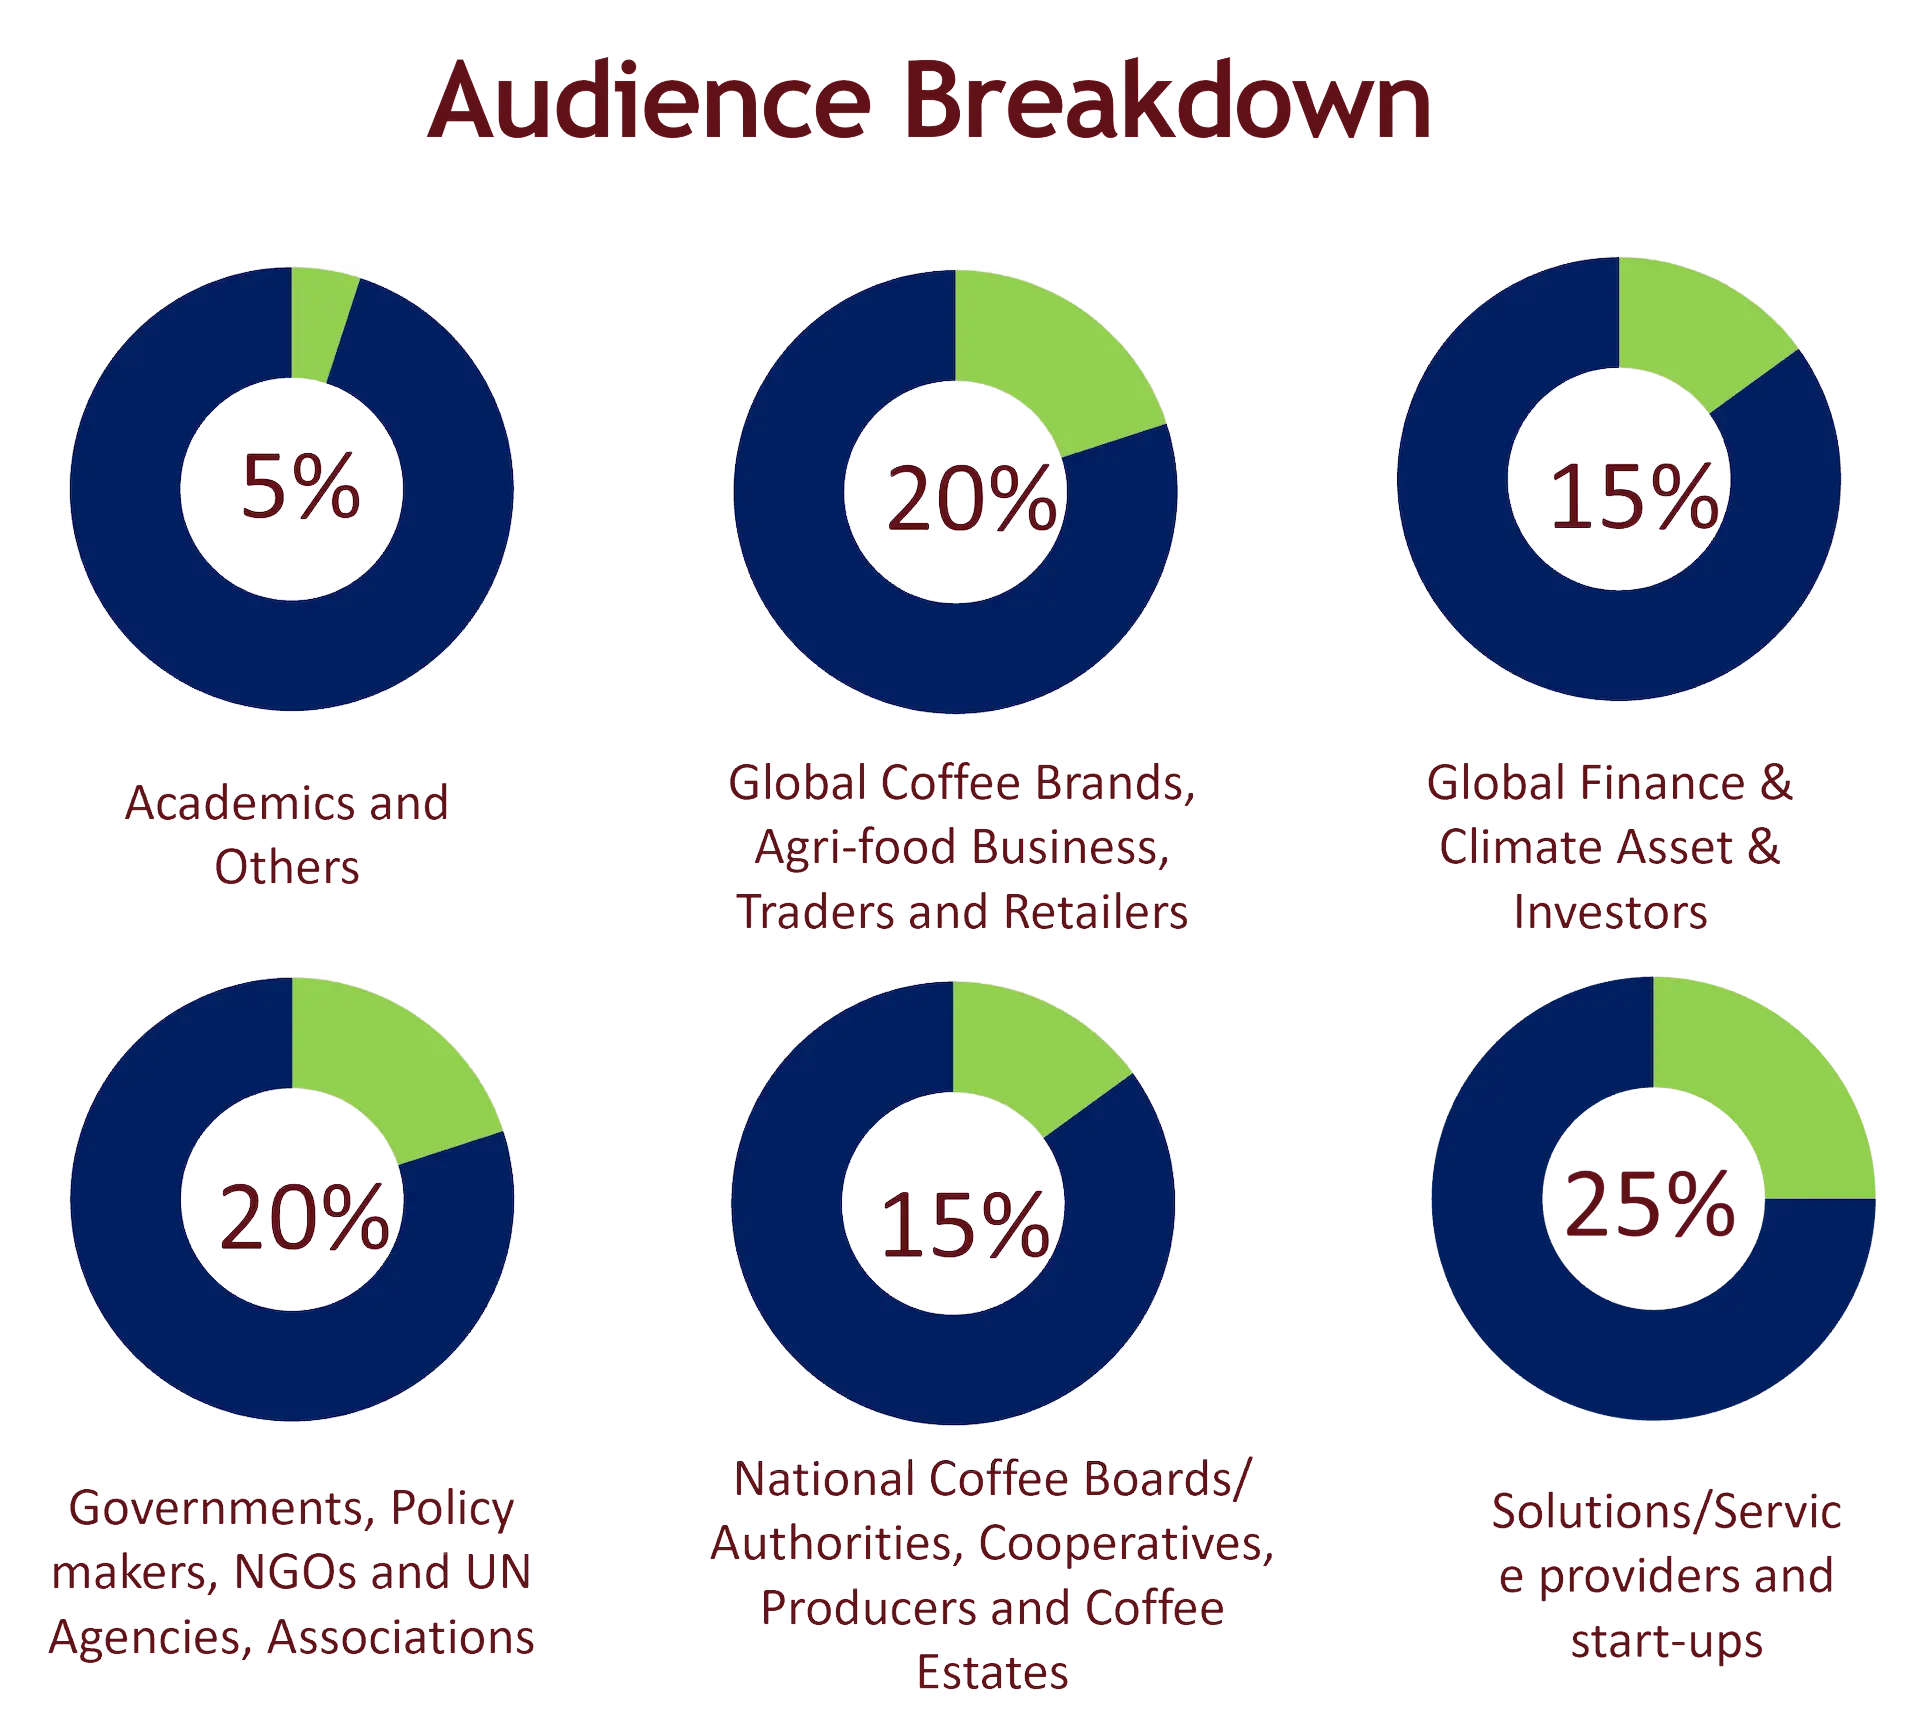 Audience Breakdown
5%
20%
15%
Academics and
Others
Global Coffee Brands,
Agri-food Business,
Traders and Retailers
Global Finance &
Climate Asset &
Investors
20%
15%
25%
Governments, Policy
makers, NGOs and UN
Agencies, Associations
National Coffee Boards/
Authorities, Cooperatives,
Producers and Coffee
Estates
Solutions/Servic
e providers and
start-ups